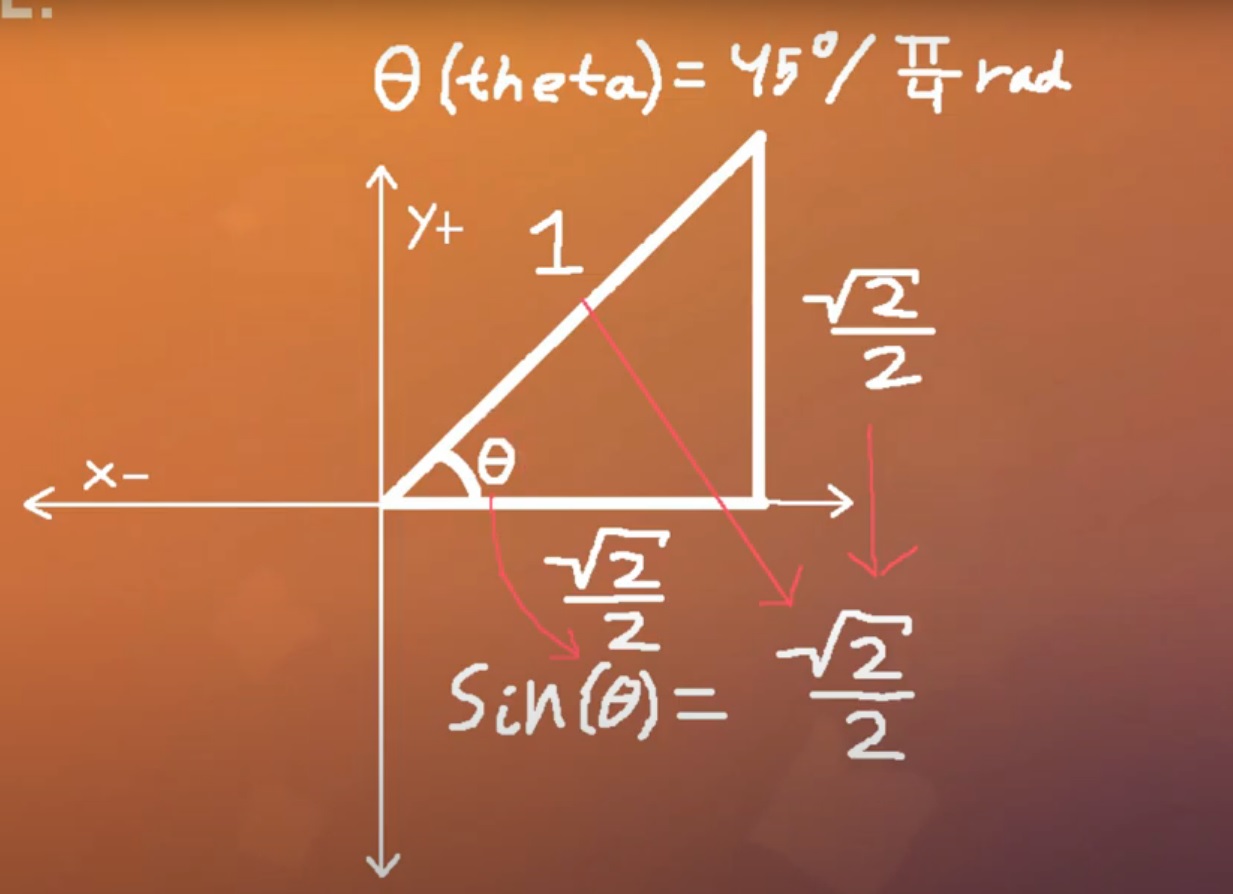 θ (theta) = 45°/ π/4 rad
y+
1
√2/2
θ
x-
√2/2
Sin(θ) = √2/2